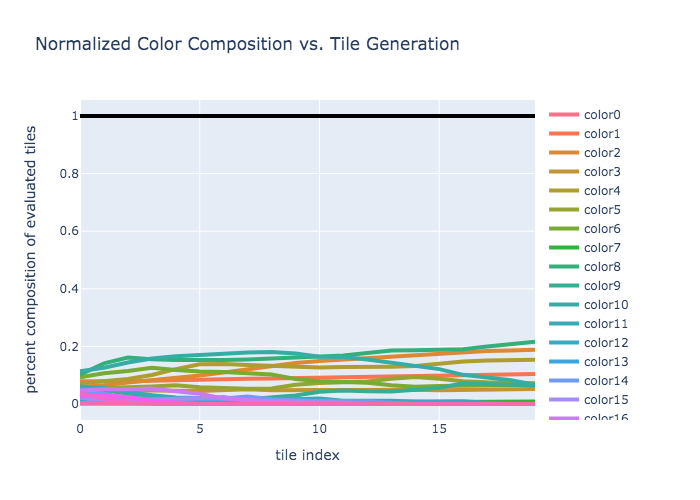 Normalized Color Composition vs. Tile Generation
percent composition of evaluated tiles
1
0.8
0.6
0.4
0.2
0
0
5
10
15
tile index
color0
color1
color2
color3
color4
color5
color6
color7
color8
color9
color10
color11
color12
color13
color14
color15
color16